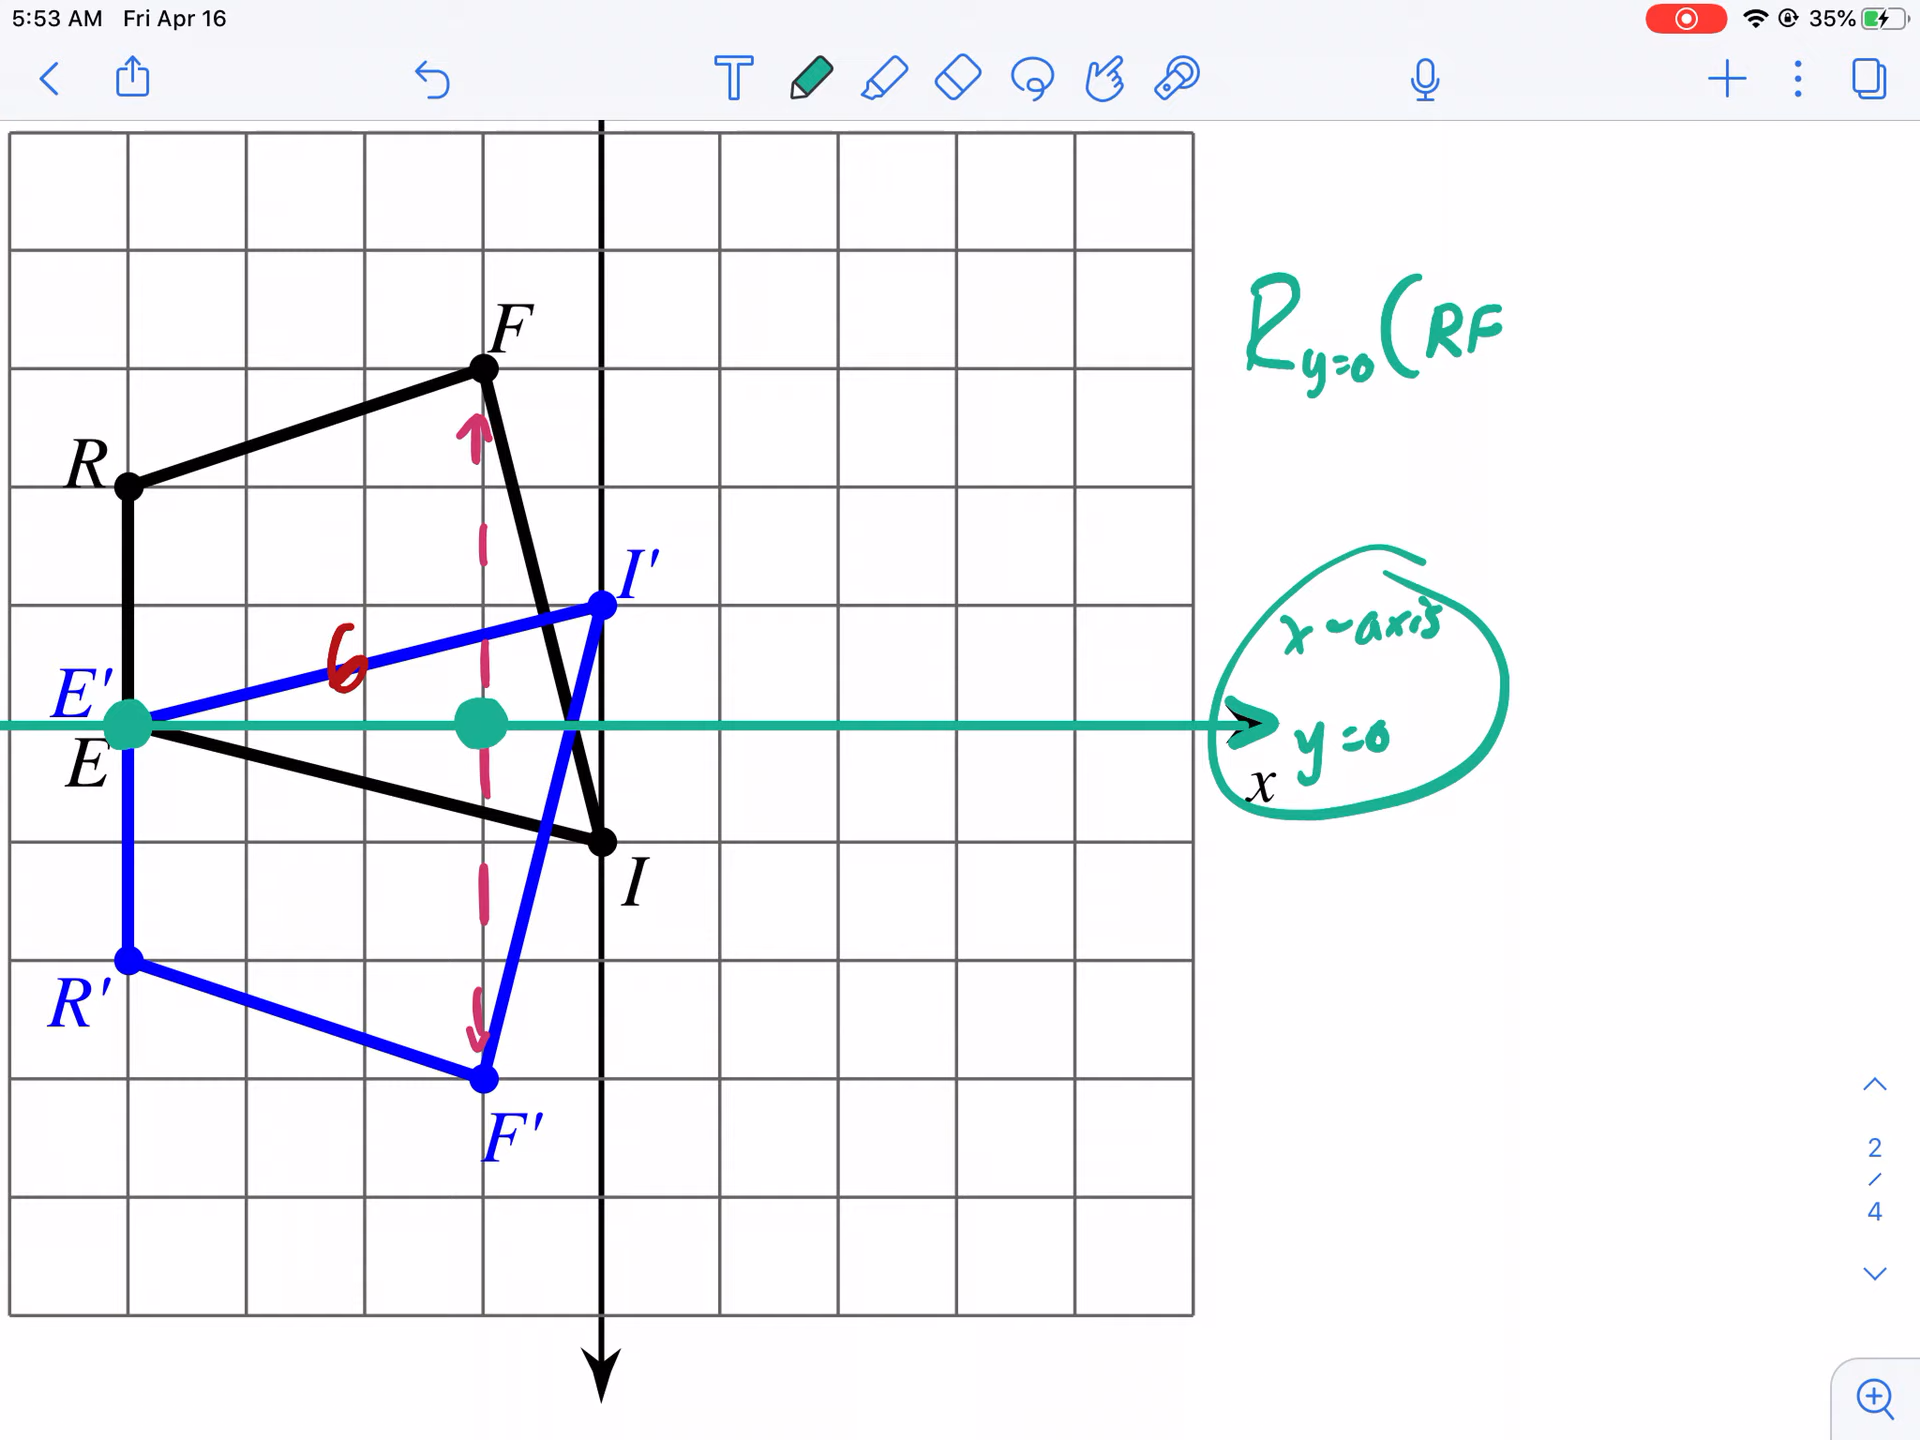 5:53 AM Fri Apr 16
35%
T
F
R y=0 (RF
R
I'
x-axis
6
E'
y=0
E
x
I
R'
F'
2
/
4